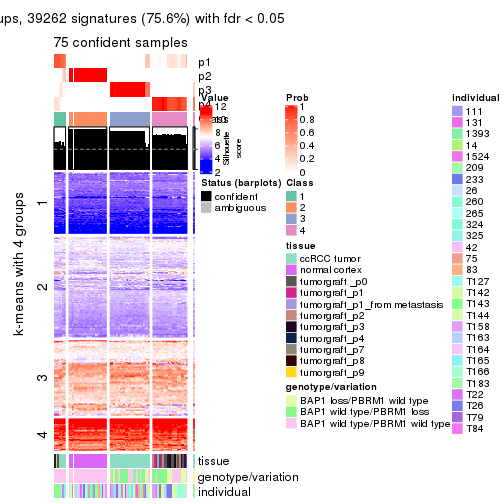 ups, 39262 signatures (75.6%) with fdr < 0.05
75 confident samples
p1
p2
p3
k-means with 4 groups
1
2
3
4
tissue
genotype/variation
individual
Value
12
10
4
2
Silhouette
score
Status (barplots)
confident
ambiguous
Prob
1
0.8
0.6
0.4
0.2
0
Class
1
2
3
4
tissue
ccRCC tumor
normal cortex
tumorgraft_p0
tumorgraft_p1
tumorgraft_p1_from metastasis
tumorgraft_p2
tumorgraft_p3
tumorgraft_p4
tumorgraft_p7
tumorgraft_p8
tumorgraft_p9
genotype/variation
BAP1 loss/PBRM1 wild type
BAP1 wild type/PBRM1 loss
BAP1 wild type/PBRM1 wild type
individual
111
131
1393
14
1524
209
233
26
260
265
324
325
42
75
83
T127
T142
T143
T144
T158
T163
T164
T165
T166
T183
T22
T26
T79
T84